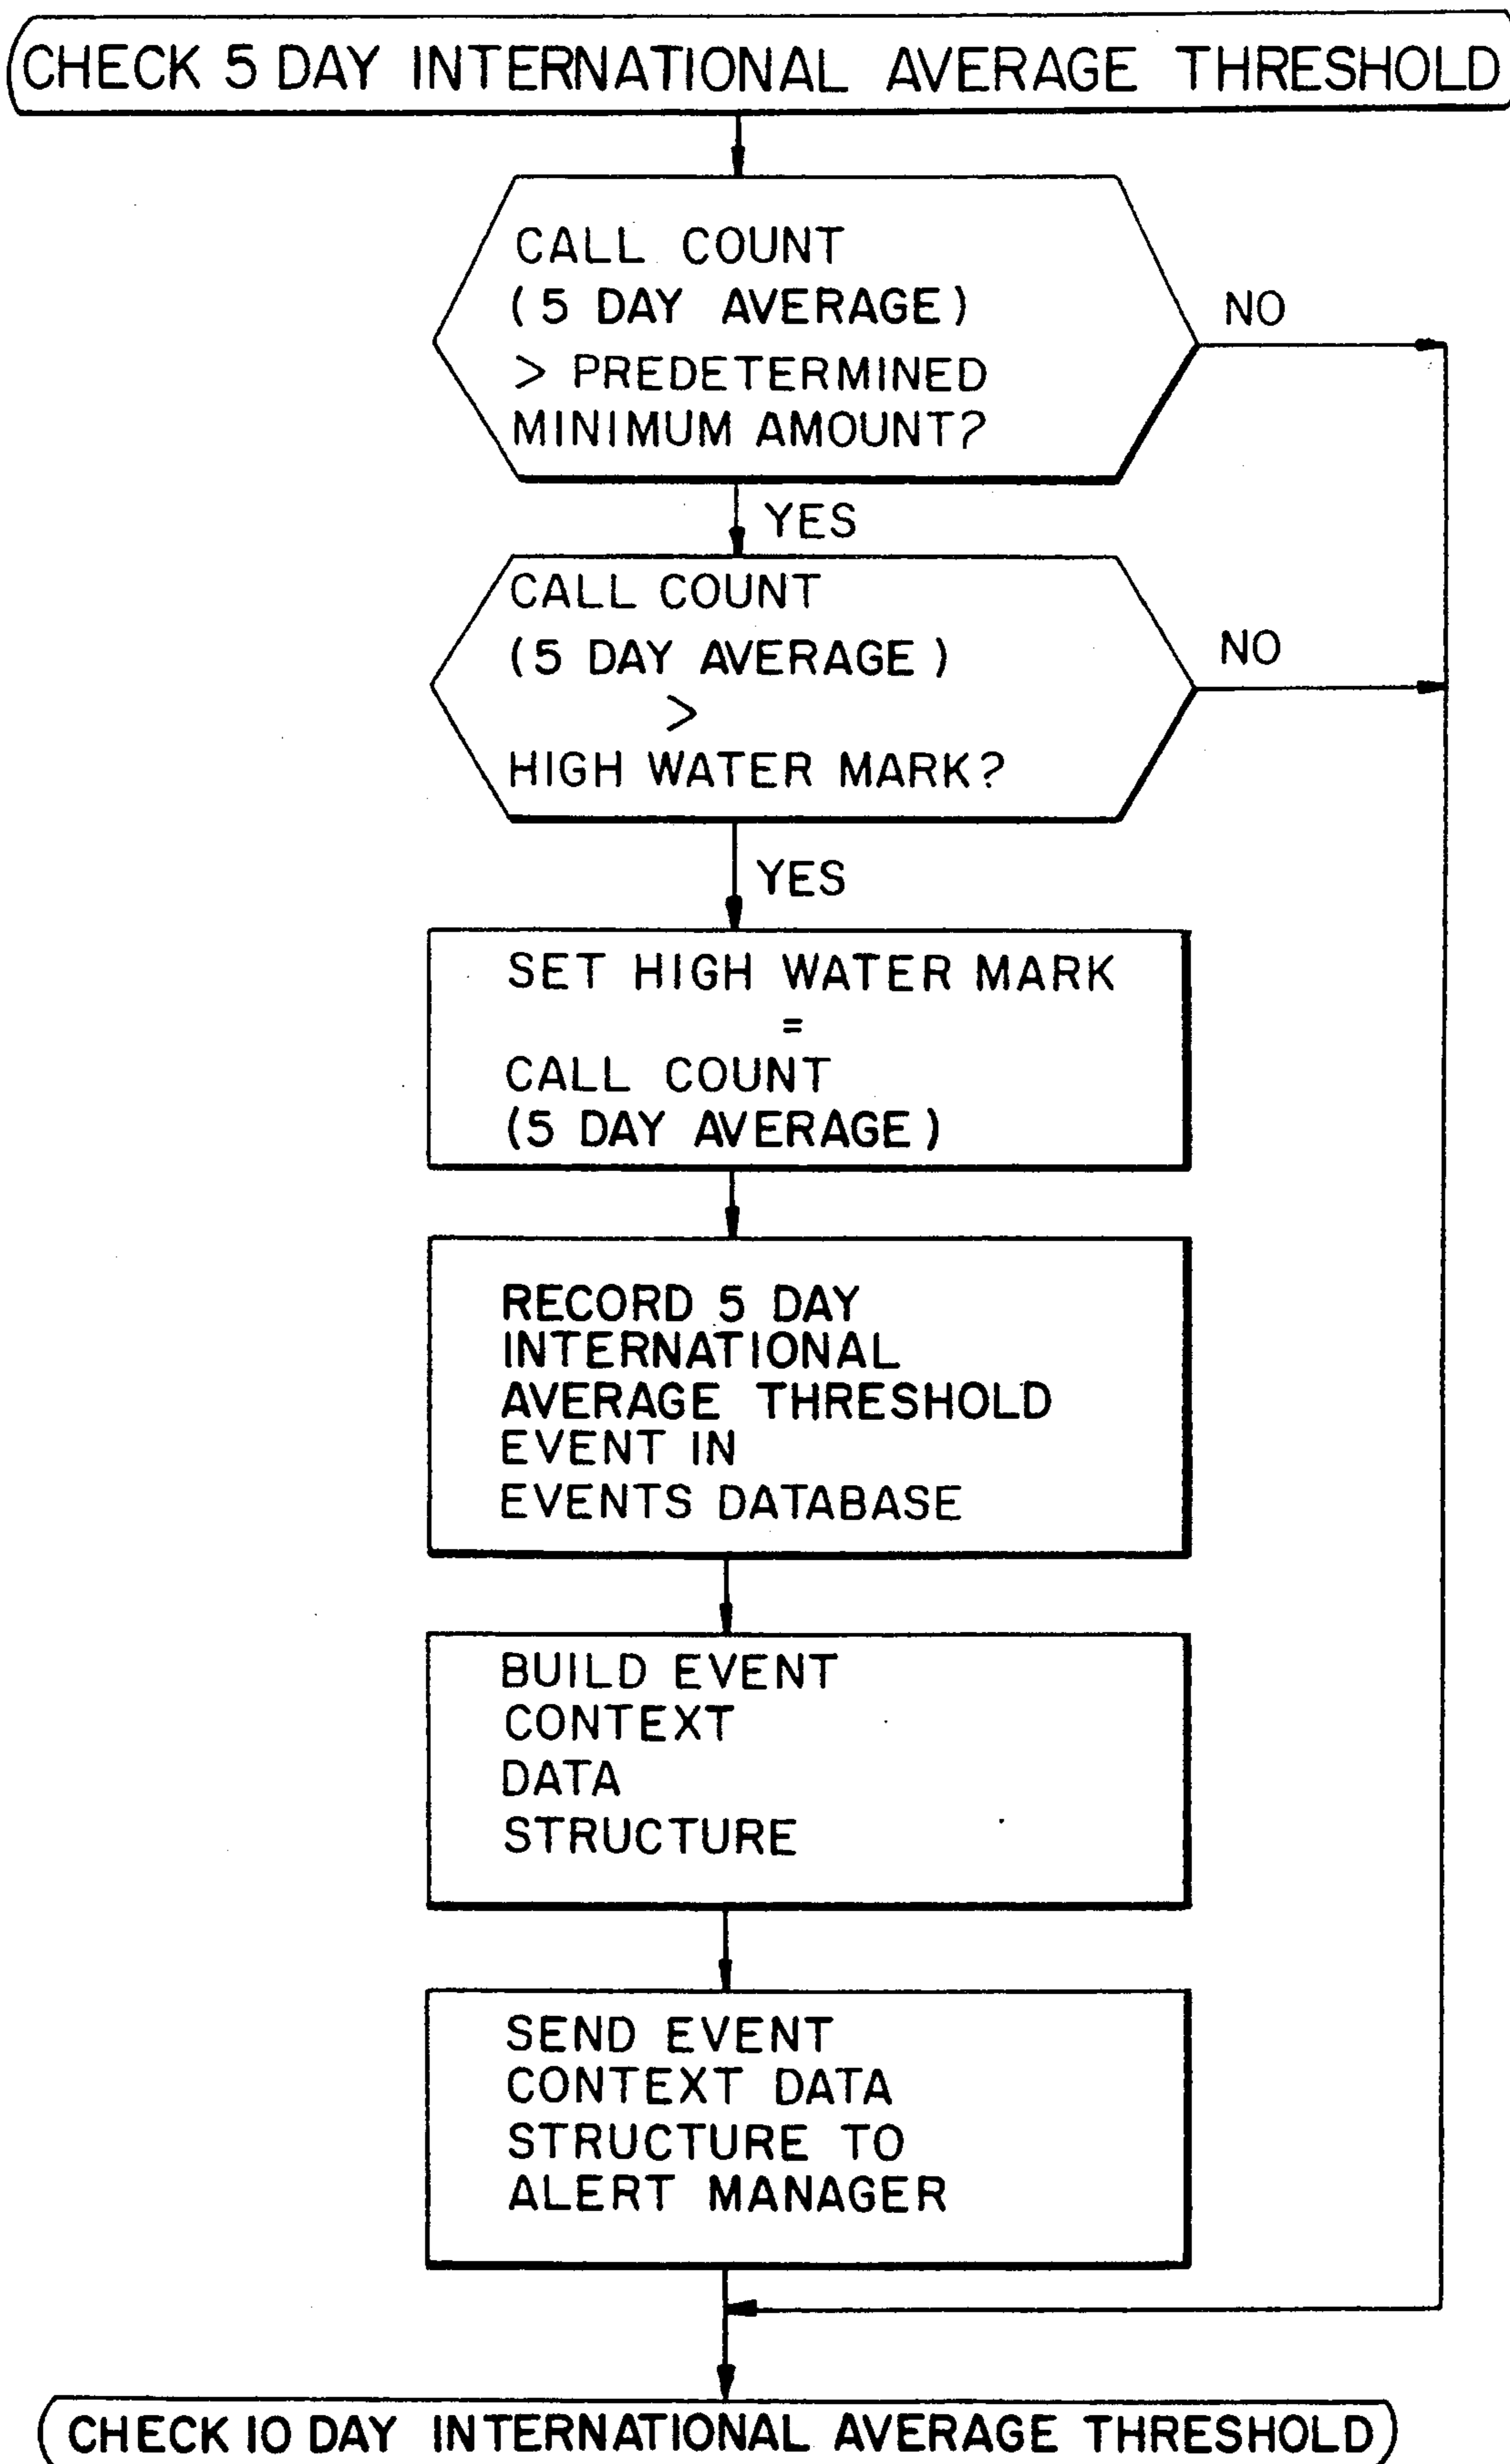 CHECK 5 DAY INTERNATIONAL AVERAGE THRESHOLD
CALL COUNT
(5 DAY AVERAGE)
> PREDETERMINED
MINIMUM AMOUNT?
NO
YES
CALL COUNT
(5 DAY AVERAGE)
>
HIGH WATER MARK?
NO
YES
SET HIGH WATER MARK
=
CALL COUNT
(5 DAY AVERAGE)
RECORD 5 DAY
INTERNATIONAL
AVERAGE THRESHOLD
EVENT IN
EVENTS DATABASE
BUILD EVENT
CONTEXT
DATA
STRUCTURE
SEND EVENT
CONTEXT DATA
STRUCTURE TO
ALERT MANAGER
CHECK 10 DAY INTERNATIONAL AVERAGE THRESHOLD